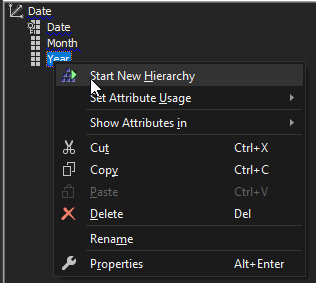 Date
Date
Month
Year
Start New Hierarchy
Set Attribute Usage
Show Attributes in
Cut Ctrl+X
Copy Ctrl+C
Paste Ctrl+V
Delete Del
Rename
Properties Alt+Enter